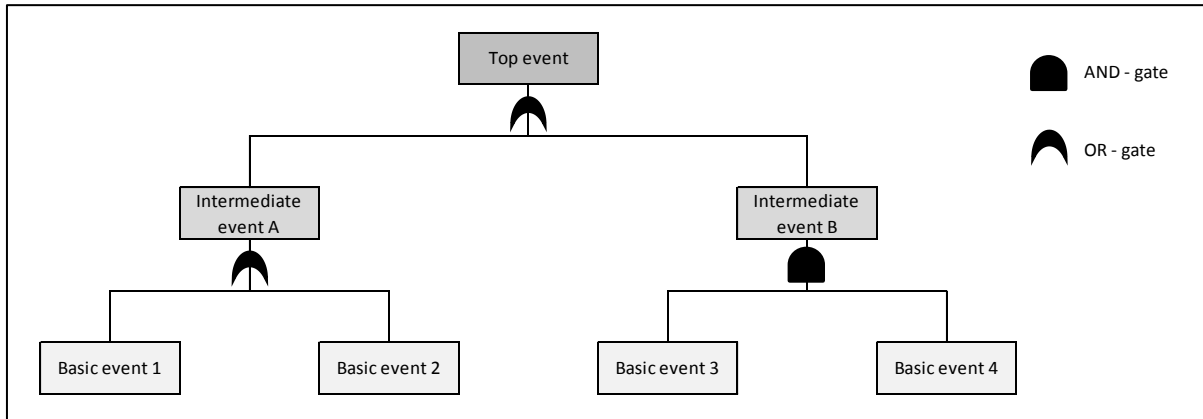 Top event
AND - gate
OR - gate
Intermediate
event A
Intermediate
event B
Basic event 1
Basic event 2
Basic event 3
Basic event 4